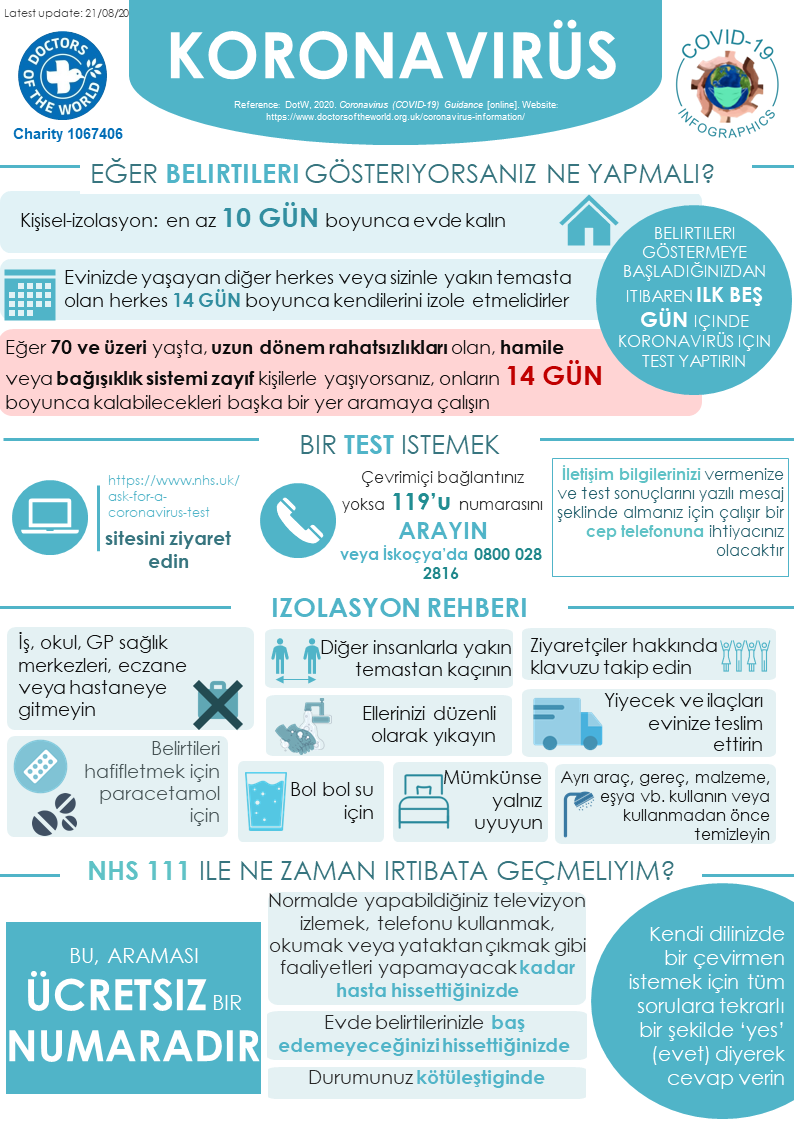 Latest update: 21/08/20
DOCTORS OF THE WORLD
Charity 1067406
KORONAVIRÜS
Reference: DotW, 2020. Coronavirus (COVID-19) Guidance [online]. Website:
https://www.doctorsoftheworld.org.uk/coronavirus-information/
COVID-19
INFOGRAPHICS
EĞER BELIRTILERI GÖSTERIYORSANIZ NE YAPMALI?
Kişisel-izolasyon: en az 10 GÜN boyunca evde kalın
Evinizde yaşayan diğer herkes veya sizinle yakın temasta
olan herkes 14 GÜN boyunca kendilerini izole etmelidirler
Eğer 70 ve üzeri yaşta, uzun dönem rahatsızlıkları olan, hamile
veya bağışıklık sistemi zayıf kişilerle yaşıyorsanız, onların 14 GÜN
boyunca kalabilecekleri başka bir yer aramaya çalışın
BELIRTILERI
GÖSTERMEYE
BAŞLADIĞINIZDAN
ITIBAREN ILK BEŞ
GÜN IÇINDE
KORONAVIRÜS IÇIN
TEST YAPTIRIN
BIR TEST ISTEMEK
https://www.nhs.uk/
ask-for-a-
coronavirus-test
sitesini ziyaret
edin
Çevrimiçi bağlantınız
yoksa 119'u numarasını
ARAYIN
veya İskoçya'da 0800 028
2816
İletişim bilgilerinizi vermenize
ve test sonuçlarını yazılı mesaj
şeklinde almanız için çalışır bir
cep telefonuna ihtiyacınız
olacaktır
IZOLASYON REHBERI
İş, okul, GP sağlık
merkezleri, eczane
veya hastaneye
gitmeyin
Diğer insanlarla yakın
temastan kaçının
Ziyaretçiler hakkında
klavuzu takip edin
Ellerinizi düzenli
olarak yıkayın
Yiyecek ve ilaçları
evinize teslim
ettirin
Belirtileri
hafifletmek için
paracetamol
için
Bol bol su
için
Mümkünse
yalnız
uyuyun
Ayrı araç, gereç, malzeme,
eşya vb. kullanın veya
kullanmadan önce
temizleyin
NHS 111 ILE NE ZAMAN IRTIBATA GEÇMELIYIM?
BU, ARAMASI
ÜCRETSIZ BIR
NUMARADIR
Normalde yapabildiğiniz televizyon
izlemek, telefonu kullanmak,
okumak veya yataktan çıkmak gibi
faaliyetleri yapamayacak kadar
hasta hissettiğinizde
Evde belirtilerinizle baş
edemeyeceğinizi hissettiğinizde
Durumunuz kötüleştiginde
Kendi dilinizde
bir çevirmen
istemek için tüm
sorulara tekrarlı
bir şekilde 'yes'
(evet) diyerek
cevap verin